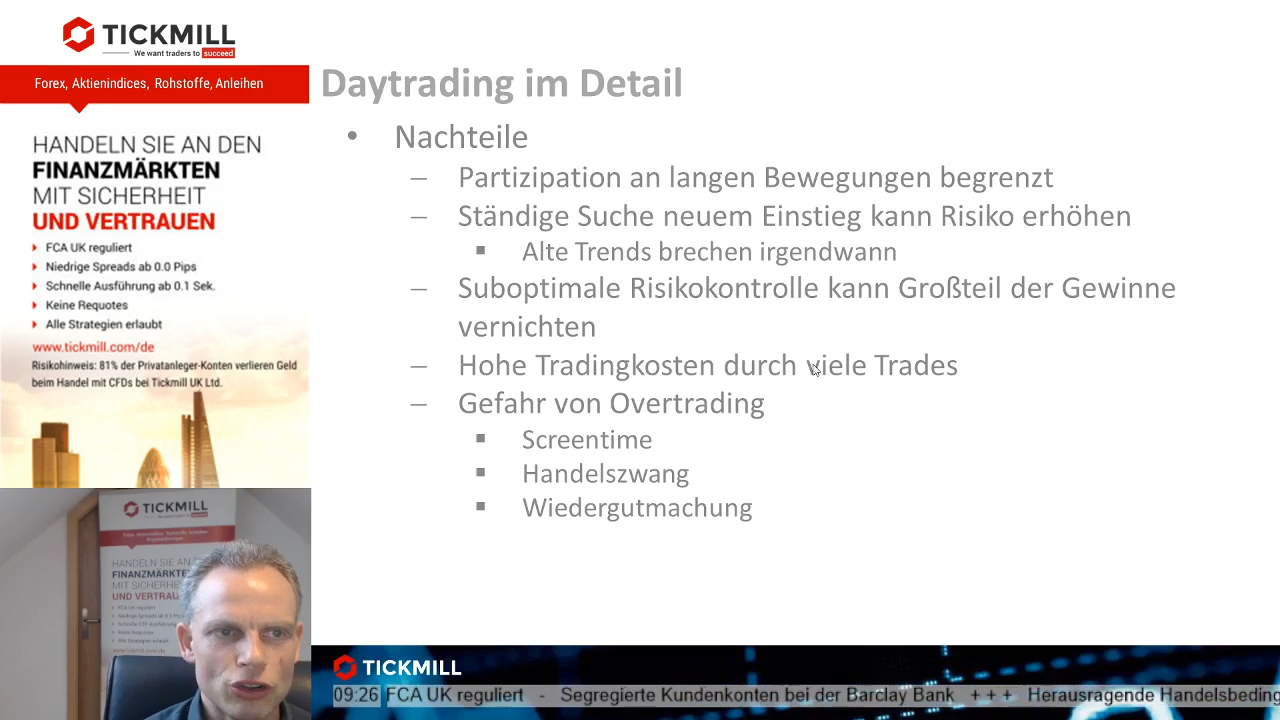 TICKMILL
We want traders to succeed
Forex, Aktienindices, Rohstoffe, Anleihen
HANDELN SIE AN DEN
FINANZMÄRKTEN
MIT SICHERHEIT
UND VERTRAUEN
FCA UK reguliert
Niedrige Spreads ab 0.0 Pips
Schnelle Ausführung ab 0.1 Sek.
Keine Requotes
Alle Strategien erlaubt
www.tickmill.com/de
Risikohinweis: 81% der Privatanleger-Konten verlieren Geld
beim Handel mit CFDs bei Tickmill UK Ltd.
Daytrading im Detail
• Nachteile
– Partizipation an langen Bewegungen begrenzt
– Ständige Suche neuem Einstieg kann Risiko erhöhen
▪ Alte Trends brechen irgendwann
– Suboptimale Risikokontrolle kann Großteil der Gewinne
vernichten
– Hohe Tradingkosten durch viele Trades
– Gefahr von Overtrading
▪ Screentime
▪ Handelszwang
▪ Wiedergutmachung
TICKMILL
HANDELN SIE AN
FINANZMÄRKTE
MIT SICHERHE
UND VERTRAU
TICKMILL
09:26 FCA UK reguliert - Segregierte Kundenkonten bei der Barclay Bank + + + Herausragende Handelsbeding